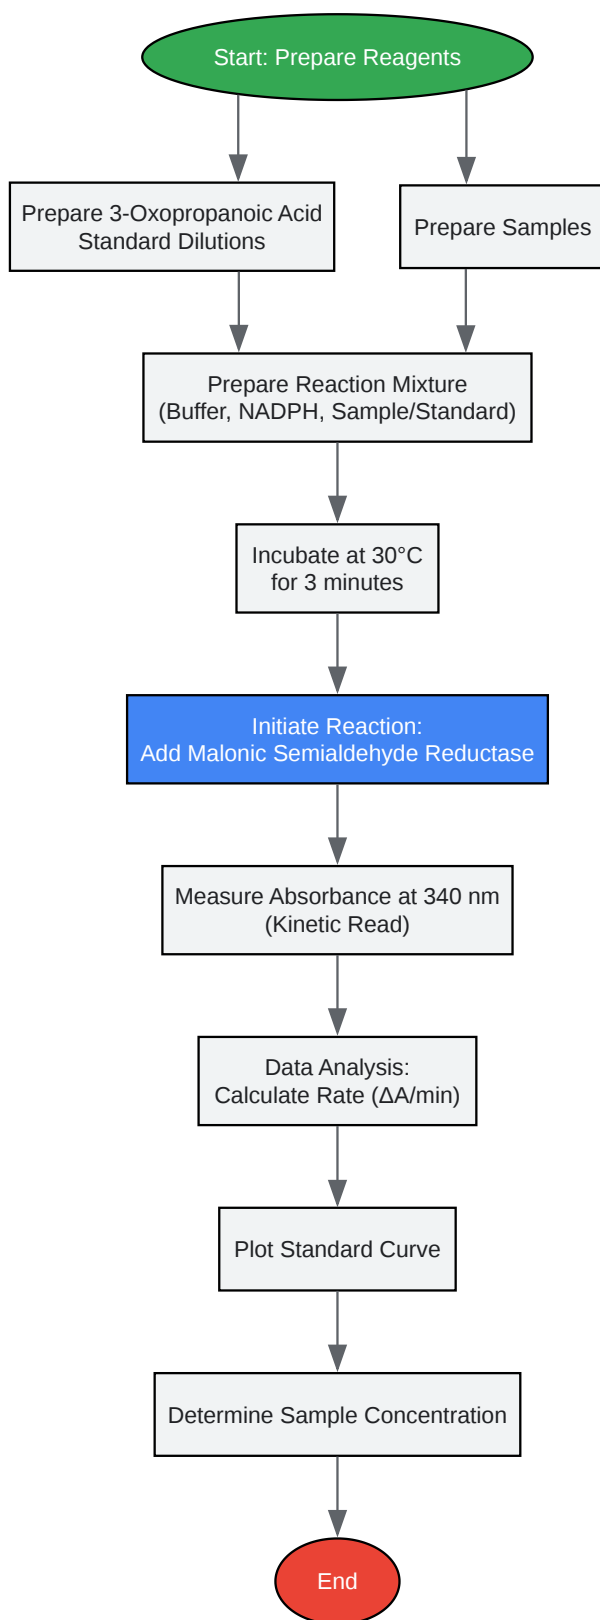 Start: Prepare Reagents
Prepare 3-Oxopropanoic Acid
Standard Dilutions
Prepare Samples
Prepare Reaction Mixture
(Buffer, NADPH, Sample/Standard)
Incubate at 30°C
for 3 minutes
Initiate Reaction:
Add Malonic Semialdehyde Reductase
Measure Absorbance at 340 nm
(Kinetic Read)
Data Analysis:
Calculate Rate (ΔA/min)
Plot Standard Curve
Determine Sample Concentration
End